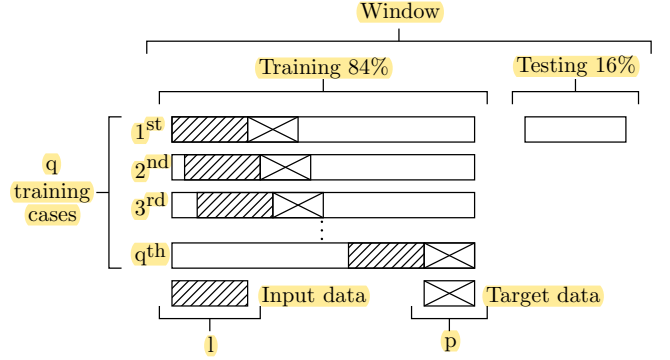 Window
Training 84%
Testing 16%
1st
2nd
q
training
cases
3rd
⋮
qth
Input data
Target data
l
p